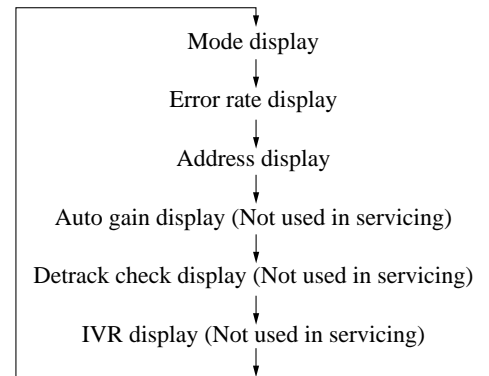 Mode display
Error rate display
Address display
Auto gain display (Not used in servicing)
Detrack check display (Not used in servicing)
IVR display (Not used in servicing)